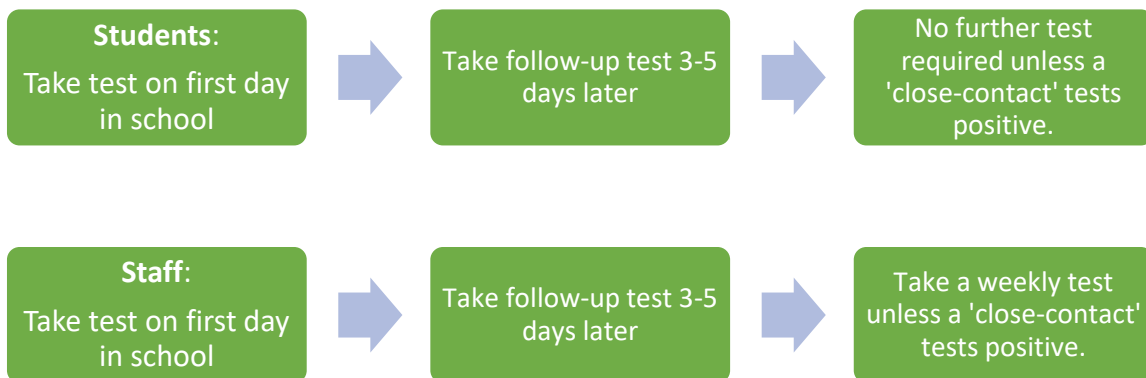 Students:
Take test on first day
in school
Take follow-up test 3-5
days later
No further test
required unless a
'close-contact' tests
positive.
Staff:
Take test on first day
in school
Take follow-up test 3-5
days later
Take a weekly test
unless a 'close-contact'
tests positive.